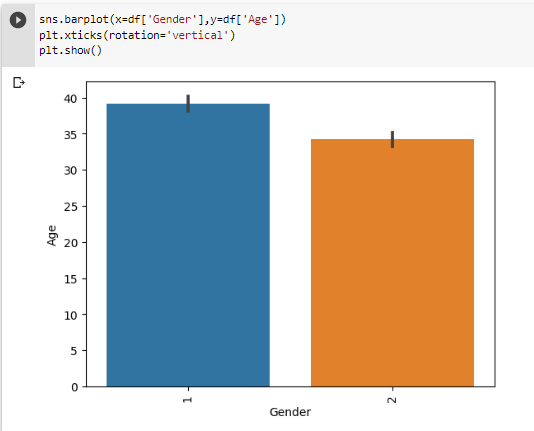 sns.barplot(x=df['Gender'],y=df['Age'])
plt.xticks(rotation='vertical')
plt.show()
40
35
30
25
20
15
10
5
0
Age
1
2
Gender